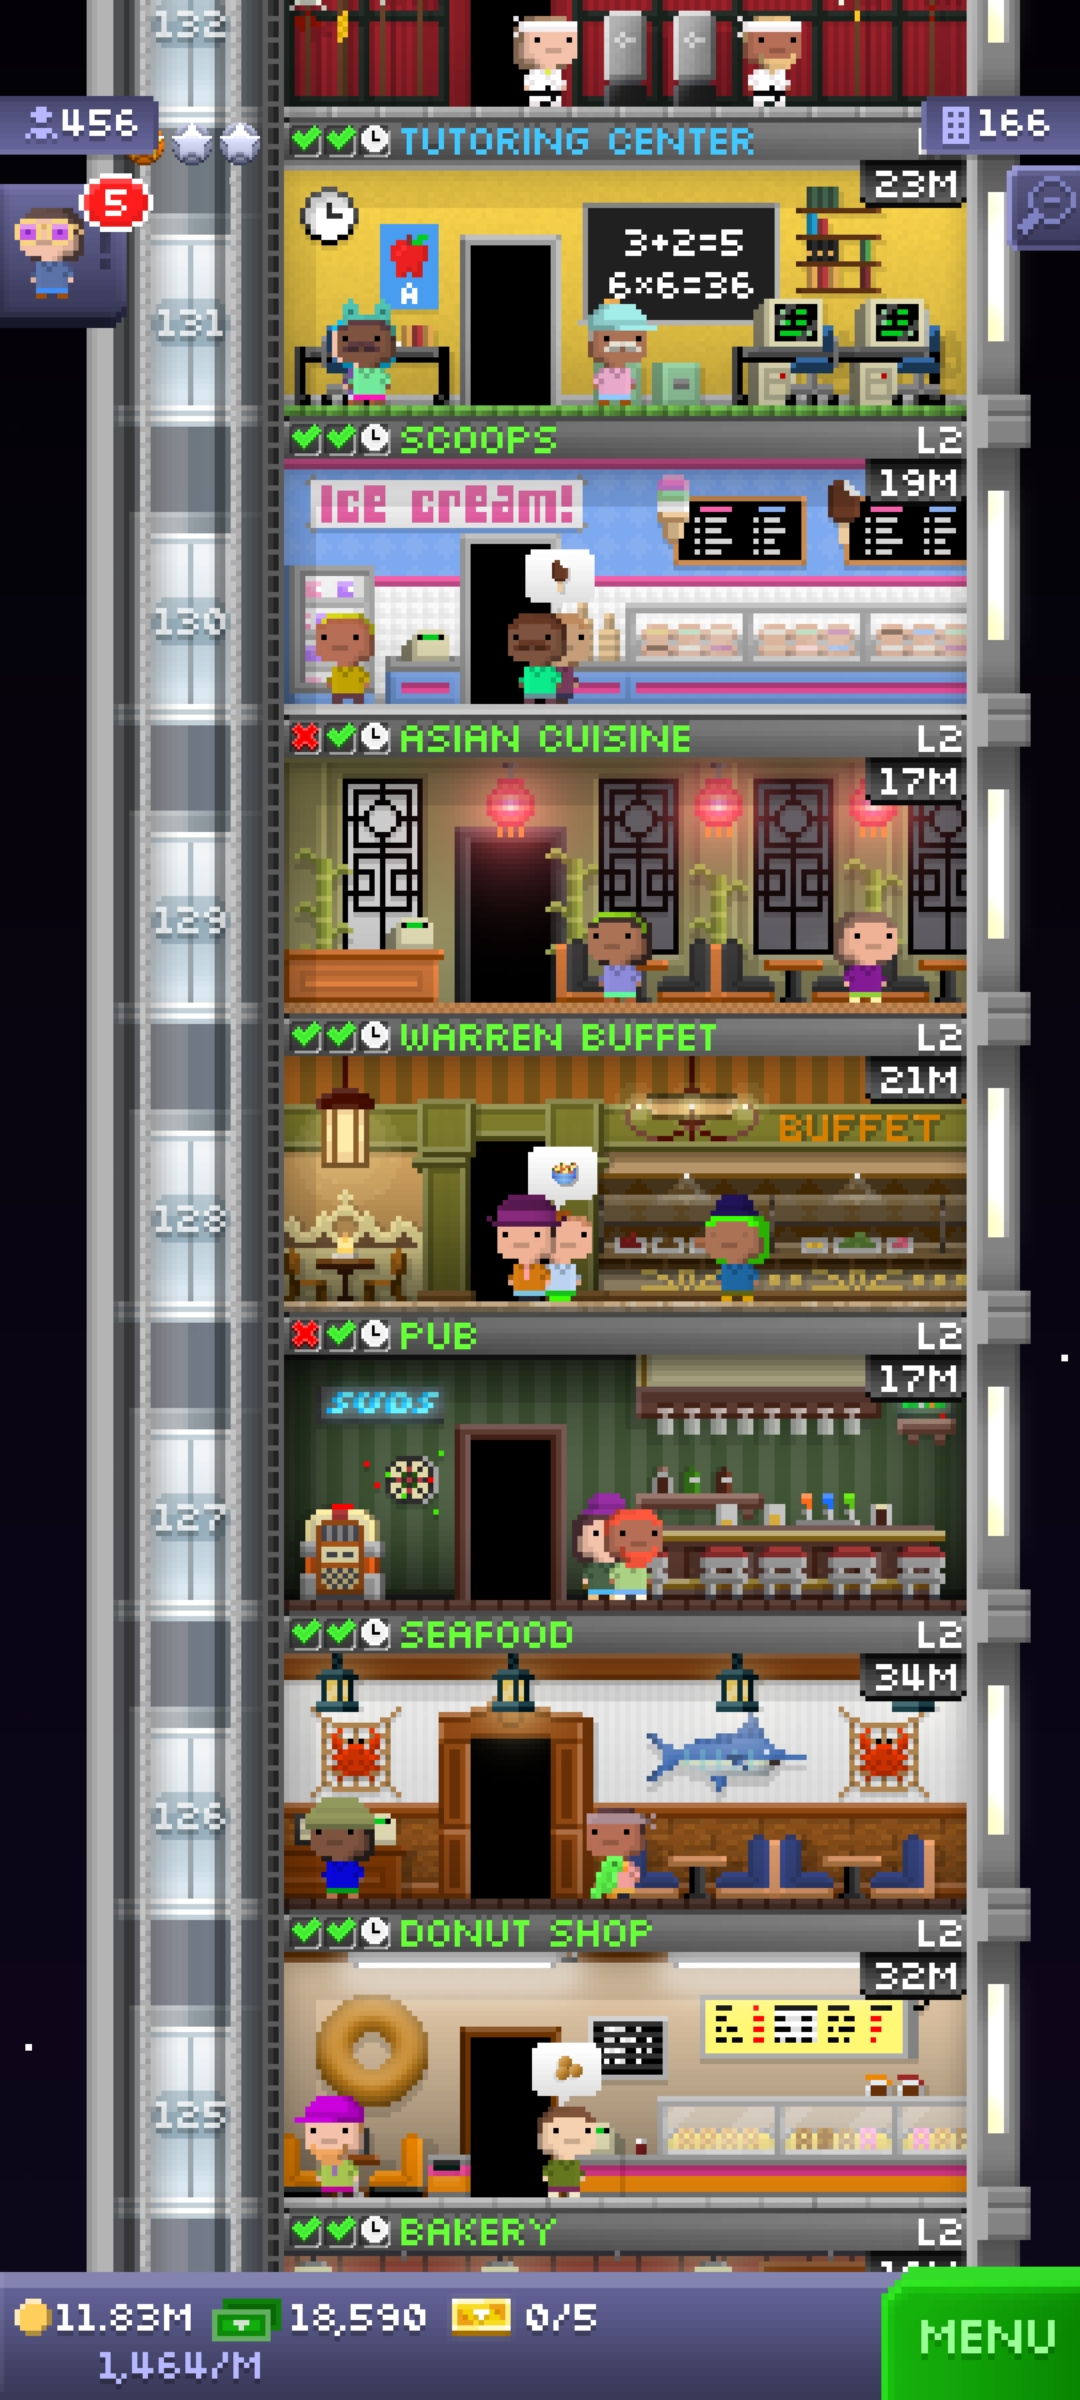 132
456
166
TUTORING CENTER
5
23M
3+2=5
6×6=36
A
131
SCOOPS L2
19M
Ice cream!
130
ASIAN CUISINE L2
17M
129
WARREN BUFFET L2
21M
BUFFET
128
PUB L2
17M
SUDS
127
SEAFOOD L2
34M
126
DONUT SHOP L2
32M
125
BAKERY L2
11.83M 18,590 0/5
1,464/M
MENU